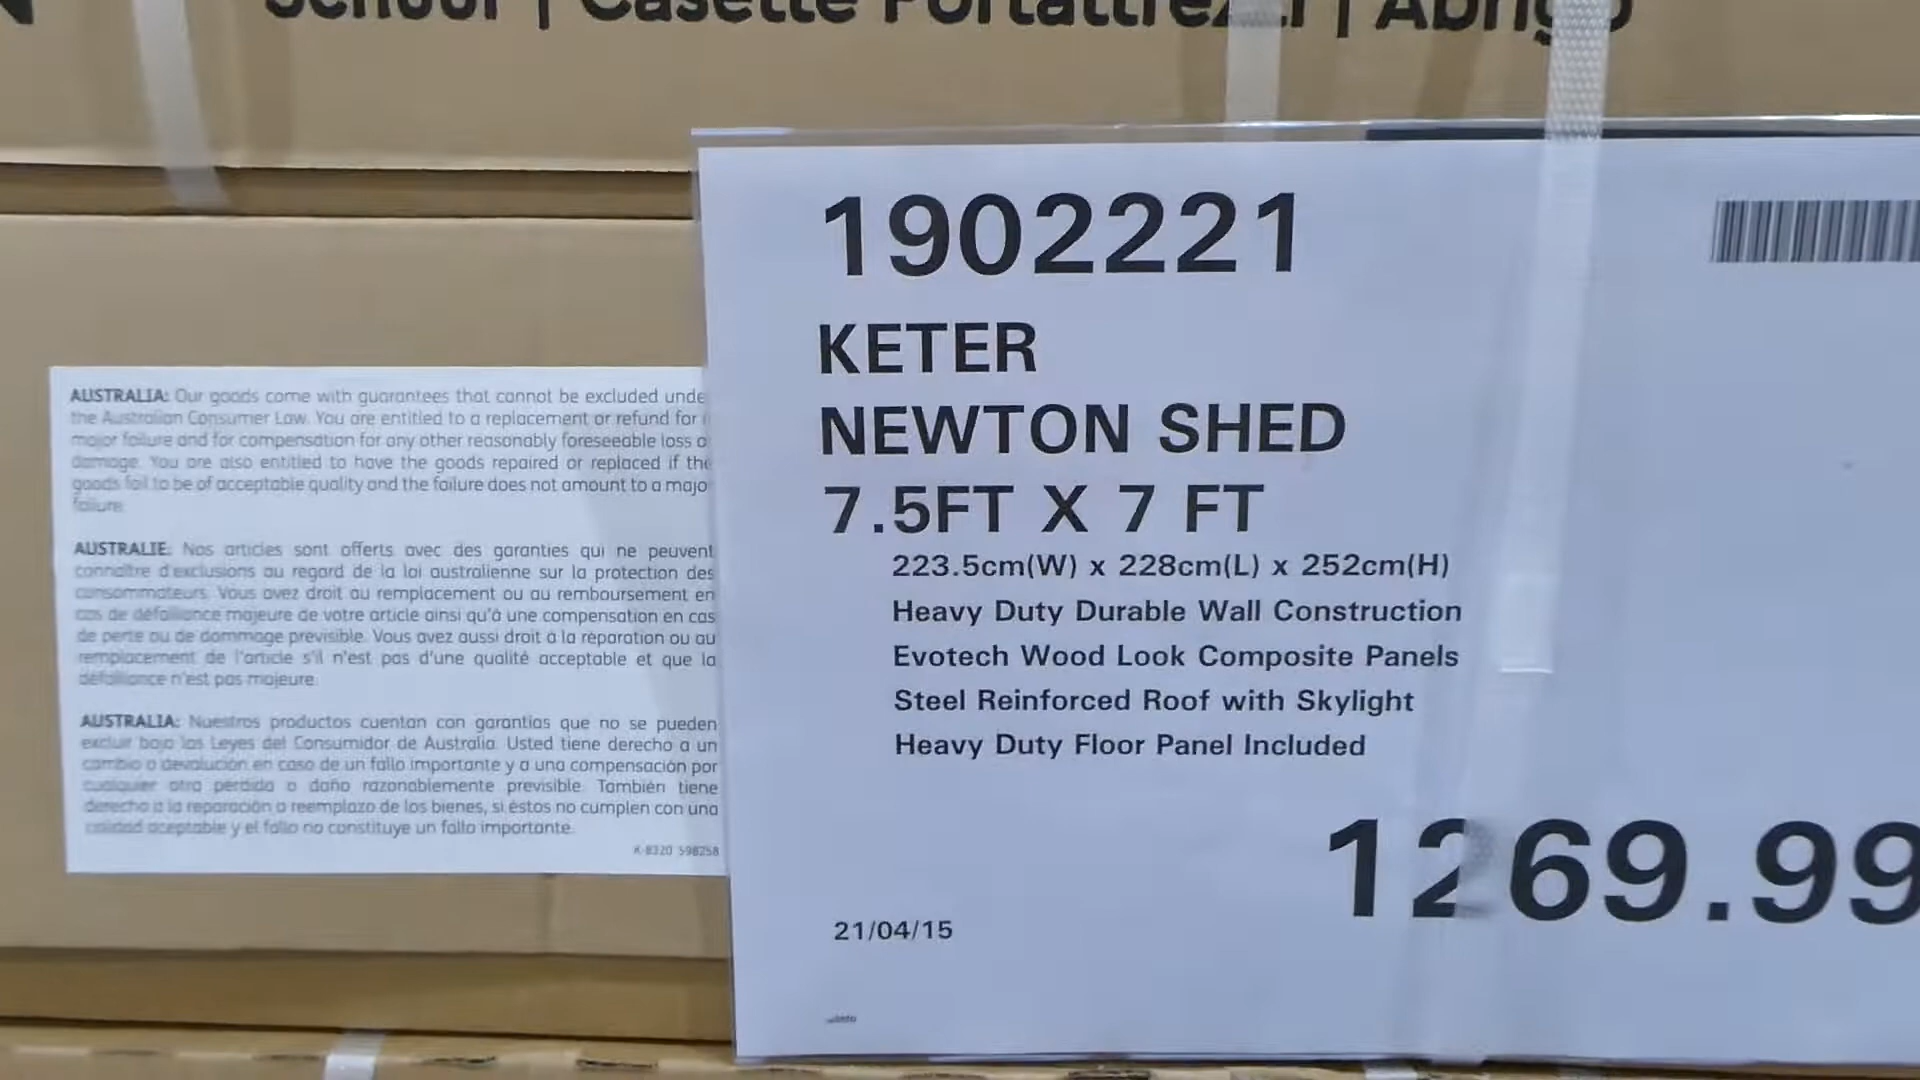 Schuur | Casette Portattrezzi | Abrigo
AUSTRALIA: Our goods come with guarantees that cannot be excluded unde
the Australian Consumer Law. You are entitled to a replacement or refund for
major failure and for compensation for any other reasonably foreseeable loss o
damage. You are also entitled to have the goods repaired or replaced if the
goods fail to be of acceptable quality and the failure does not amount to a majo
failure.
AUSTRALIE: Nos articles sont offerts avec des garanties qui ne peuvent
connaître d'exclusions au regard de la loi australienne sur la protection des
consommateurs. Vous avez droit au remplacement ou au remboursement en
cas de défaillance majeure de votre article ainsi qu'à une compensation en cas
de perte ou de dommage prévisible. Vous avez aussi droit à la réparation ou au
remplacement de l'article s'il n'est pas d'une qualité acceptable et que la
défaillance n'est pas majeure.
AUSTRALIA: Nuestros productos cuentan con garantías que no se pueden
excluir bajo las Leyes del Consumidor de Australia. Usted tiene derecho a un
cambio o devolución en caso de un fallo importante y a una compensación por
cualquier otra pérdida o daño razonablemente previsible. También tiene
derecho a la reparación o reemplazo de los bienes, si éstos no cumplen con una
calidad aceptable y el fallo no constituye un fallo importante.
K-8320 598258
1902221
KETER
NEWTON SHED
7.5FT X 7 FT
223.5cm(W) x 228cm(L) x 252cm(H)
Heavy Duty Durable Wall Construction
Evotech Wood Look Composite Panels
Steel Reinforced Roof with Skylight
Heavy Duty Floor Panel Included
1269.99
21/04/15